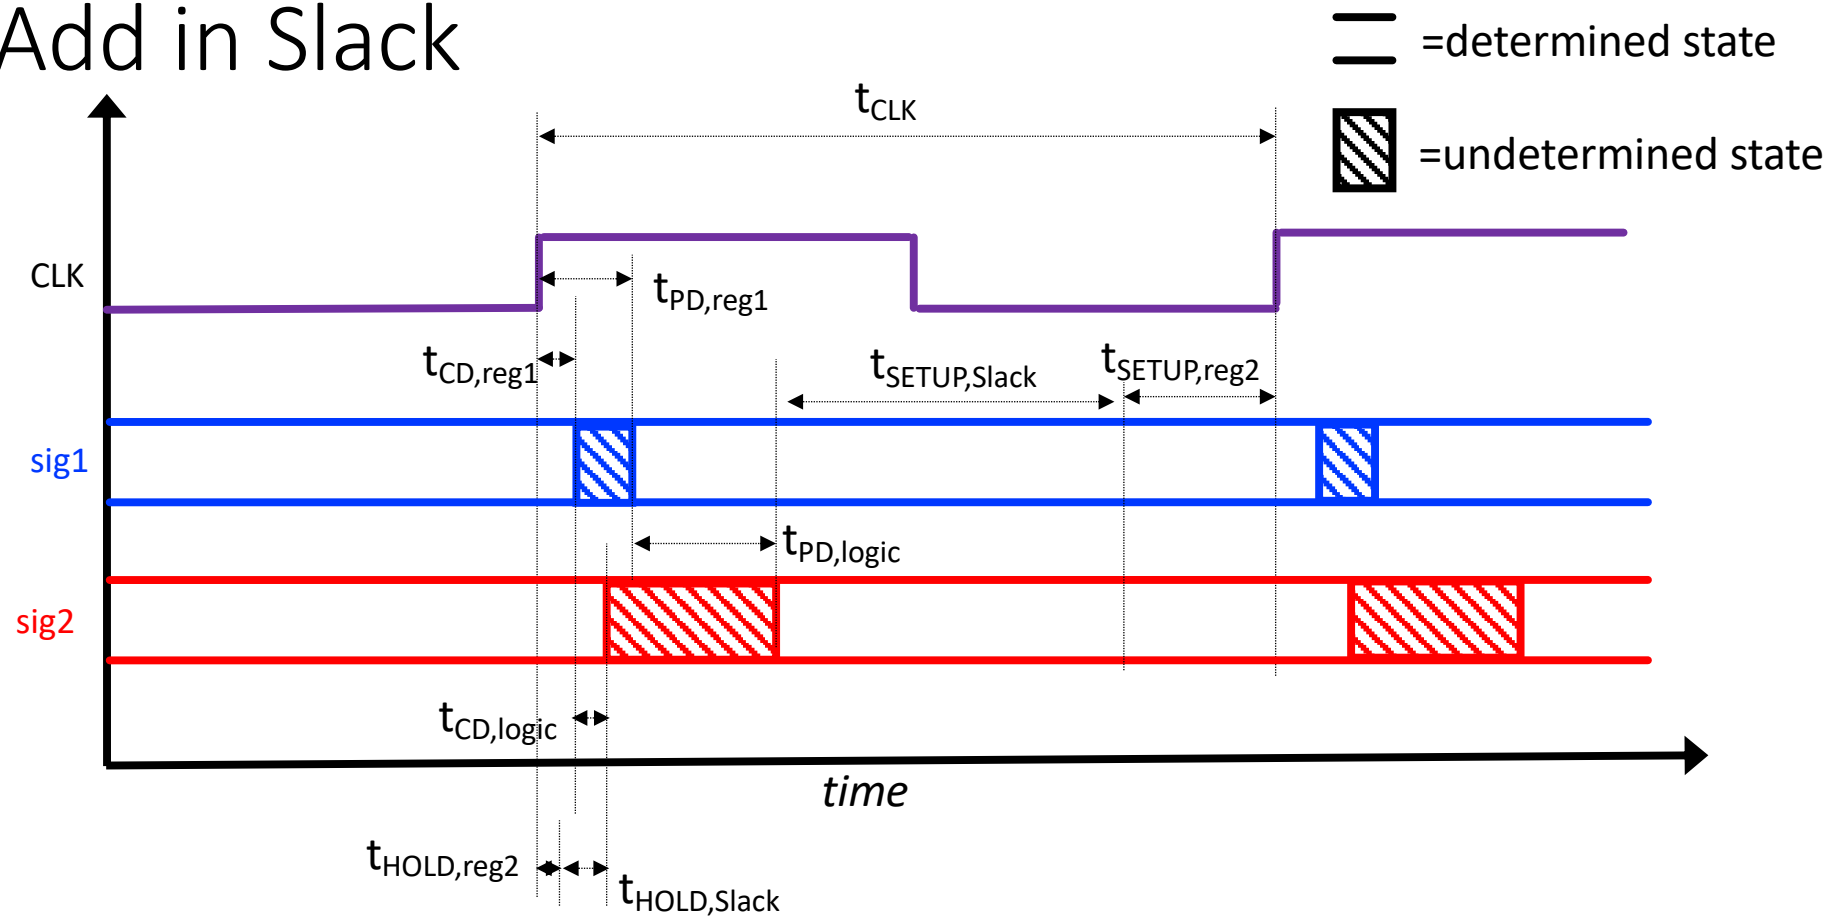 Add in Slack
=determined state
=undetermined state
tCLK
CLK
tPD,reg1
tCD,reg1
tSETUP,Slack
tSETUP,reg2
sig1
tPD,logic
sig2
tCD,logic
time
tHOLD,reg2
tHOLD,Slack